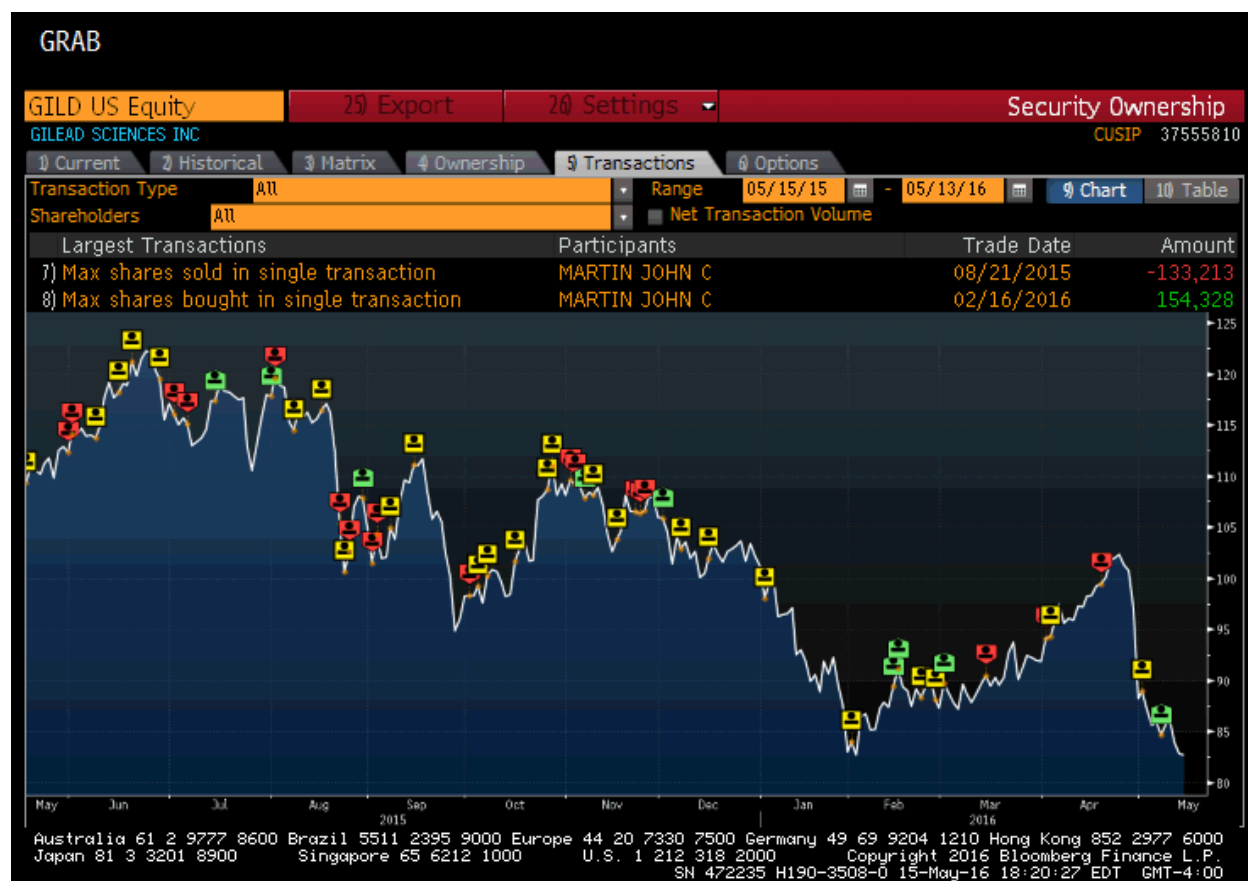 GRAB
GILD US Equity 25) Export 26) Settings Security Ownership
GILEAD SCIENCES INC CUSIP 37555810
1) Current 2) Historical 3) Matrix 4) Ownership 5) Transactions 6) Options
Transaction Type All Range 05/15/15 - 05/13/16 9) Chart 10) Table
Shareholders All Net Transaction Volume
Largest Transactions Participants Trade Date Amount
7) Max shares sold in single transaction MARTIN JOHN C 08/21/2015 -133,213
8) Max shares bought in single transaction MARTIN JOHN C 02/16/2016 154,328
125
120
115
110
105
100
95
90
85
80
May Jun Jul Aug Sep Oct Nov Dec Jan Feb Mar Apr May
2015 2016
Australia 61 2 9777 8600 Brazil 5511 2395 9000 Europe 44 20 7330 7500 Germany 49 69 9204 1210 Hong Kong 852 2977 6000
Japan 81 3 3201 8900 Singapore 65 6212 1000 U.S. 1 212 318 2000 Copyright 2016 Bloomberg Finance L.P.
SN 472235 H190-3508-0 15-May-16 18:20:27 EDT GMT-4:00